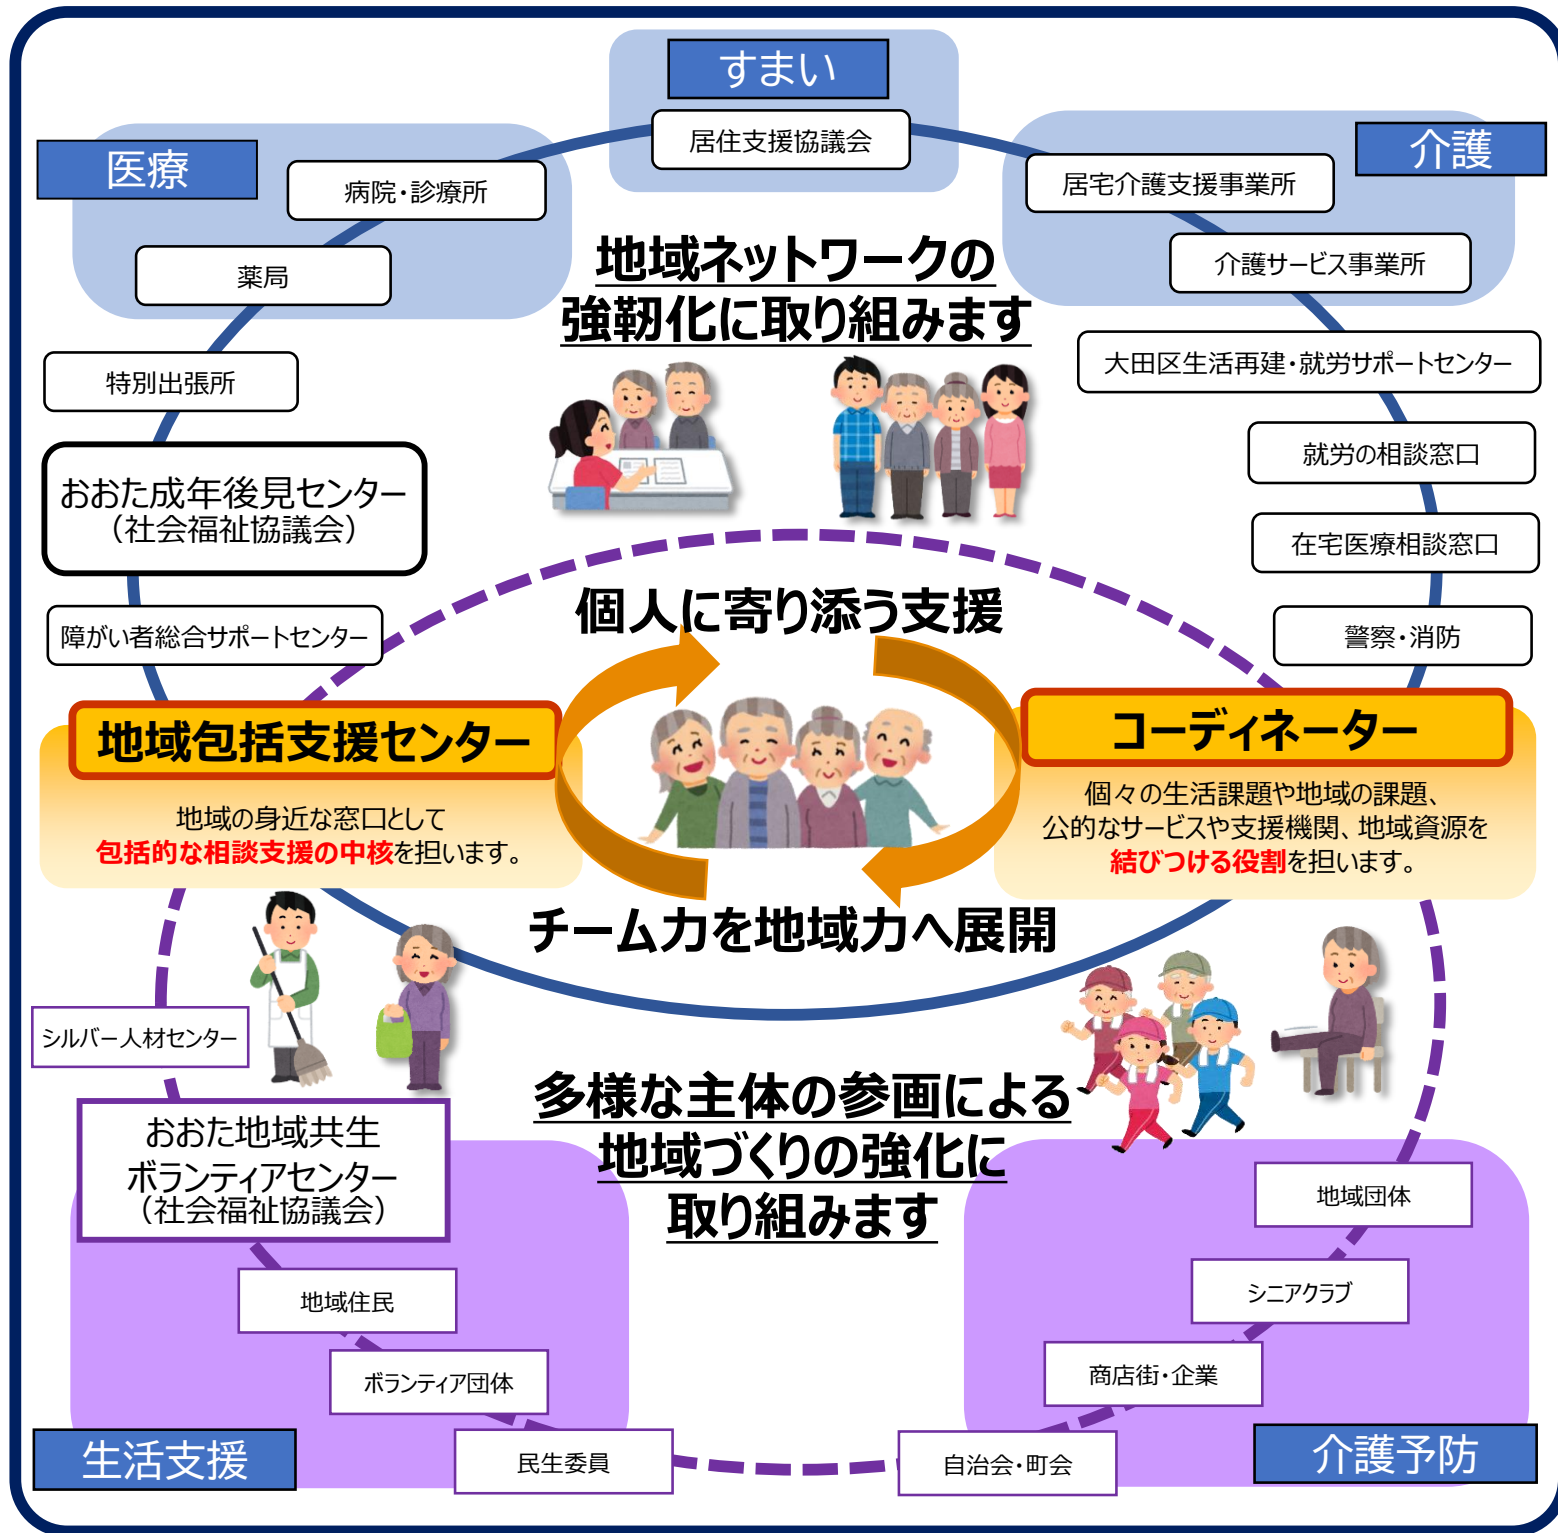 すまい
居住支援協議会
医療
病院・診療所
薬局
介護
居宅介護支援事業所
介護サービス事業所
地域ネットワークの
強靭化に取り組みます
特別出張所
おおた成年後見センター
（社会福祉協議会）
障がい者総合サポートセンター
大田区生活再建・就労サポートセンター
就労の相談窓口
在宅医療相談窓口
警察・消防
個人に寄り添う支援
地域包括支援センター
地域の身近な窓口として
包括的な相談支援の中核を担います。
コーディネーター
個々の生活課題や地域の課題、
公的なサービスや支援機関、地域資源を
結びつける役割を担います。
チーム力を地域力へ展開
シルバー人材センター
おおた地域共生
ボランティアセンター
（社会福祉協議会）
多様な主体の参画による
地域づくりの強化に
取り組みます
地域住民
ボランティア団体
民生委員
生活支援
地域団体
シニアクラブ
商店街・企業
自治会・町会
介護予防